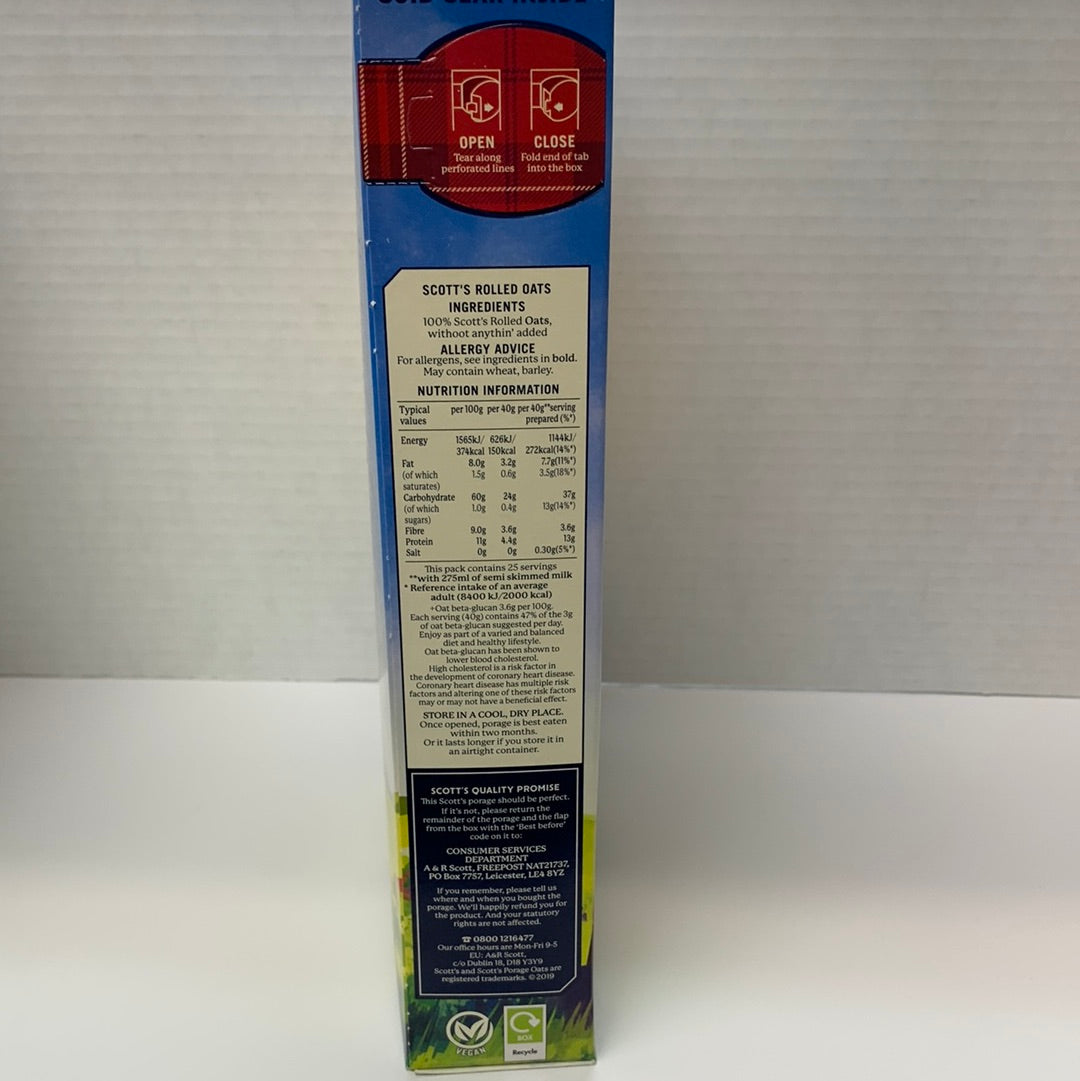 OPEN
Tear along
perforated lines
CLOSE
Fold end of tab
into the box
SCOTT'S ROLLED OATS
INGREDIENTS
100% Scott's Rolled Oats,
withoot anythin' added
ALLERGY ADVICE
For allergens, see ingredients in bold.
May contain wheat, barley.
NUTRITION INFORMATION
Typical per 100g per 40g per 40g**serving
values prepared (%*)
Energy 1565kJ/ 626kJ/ 1144kJ/
374kcal 150kcal 272kcal(14%*)
Fat 8.0g 3.2g 7.7g(11%*)
(of which 1.5g 0.6g 3.5g(18%*)
saturates)
Carbohydrate 60g 24g 37g
(of which 1.0g 0.4g 13g(14%*)
sugars)
Fibre 9.0g 3.6g 3.6g
Protein 11g 4.4g 13g
Salt 0g 0g 0.30g(5%*)
This pack contains 25 servings
**with 275ml of semi skimmed milk
* Reference intake of an average
adult (8400 kJ/2000 kcal)
+Oat beta-glucan 3.6g per 100g.
Each serving (40g) contains 47% of the 3g
of oat beta-glucan suggested per day.
Enjoy as part of a varied and balanced
diet and healthy lifestyle.
Oat beta-glucan has been shown to
lower blood cholesterol.
High cholesterol is a risk factor in
the development of coronary heart disease.
Coronary heart disease has multiple risk
factors and altering one of these risk factors
may or may not have a beneficial effect.
STORE IN A COOL, DRY PLACE.
Once opened, porage is best eaten
within two months.
Or it lasts longer if you store it in
an airtight container.
SCOTT'S QUALITY PROMISE
This Scott's porage should be perfect.
If it's not, please return the
remainder of the porage and the flap
from the box with the 'Best before'
code on it to:
CONSUMER SERVICES
DEPARTMENT
A & R Scott, FREEPOST NAT21737,
PO Box 7757, Leicester, LE4 8YZ
If you remember, please tell us
where and when you bought the
porage. We'll happily refund you for
the product. And your statutory
rights are not affected.
☎ 0800 1216477
Our office hours are Mon-Fri 9-5
EU: A&R Scott,
c/o Dublin 18, D18 Y3Y9
Scott's and Scott's Porage Oats are
registered trademarks. ©2019
VEGAN
BOX
Recycle